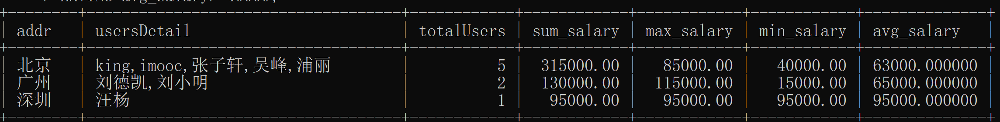 +---------+------------------------------------+------------+------------+------------+------------+--------------+
| addr | usersDetail | totalUsers | sum_salary | max_salary | min_salary | avg_salary |
+---------+------------------------------------+------------+------------+------------+------------+--------------+
| 北京 | king,imooc,张子轩,吴峰,浦丽 | 5 | 315000.00 | 85000.00 | 40000.00 | 63000.000000 |
| 广州 | 刘德凯,刘小明 | 2 | 130000.00 | 115000.00 | 15000.00 | 65000.000000 |
| 深圳 | 汪杨 | 1 | 95000.00 | 95000.00 | 95000.00 | 95000.000000 |
+---------+------------------------------------+------------+------------+------------+------------+--------------+